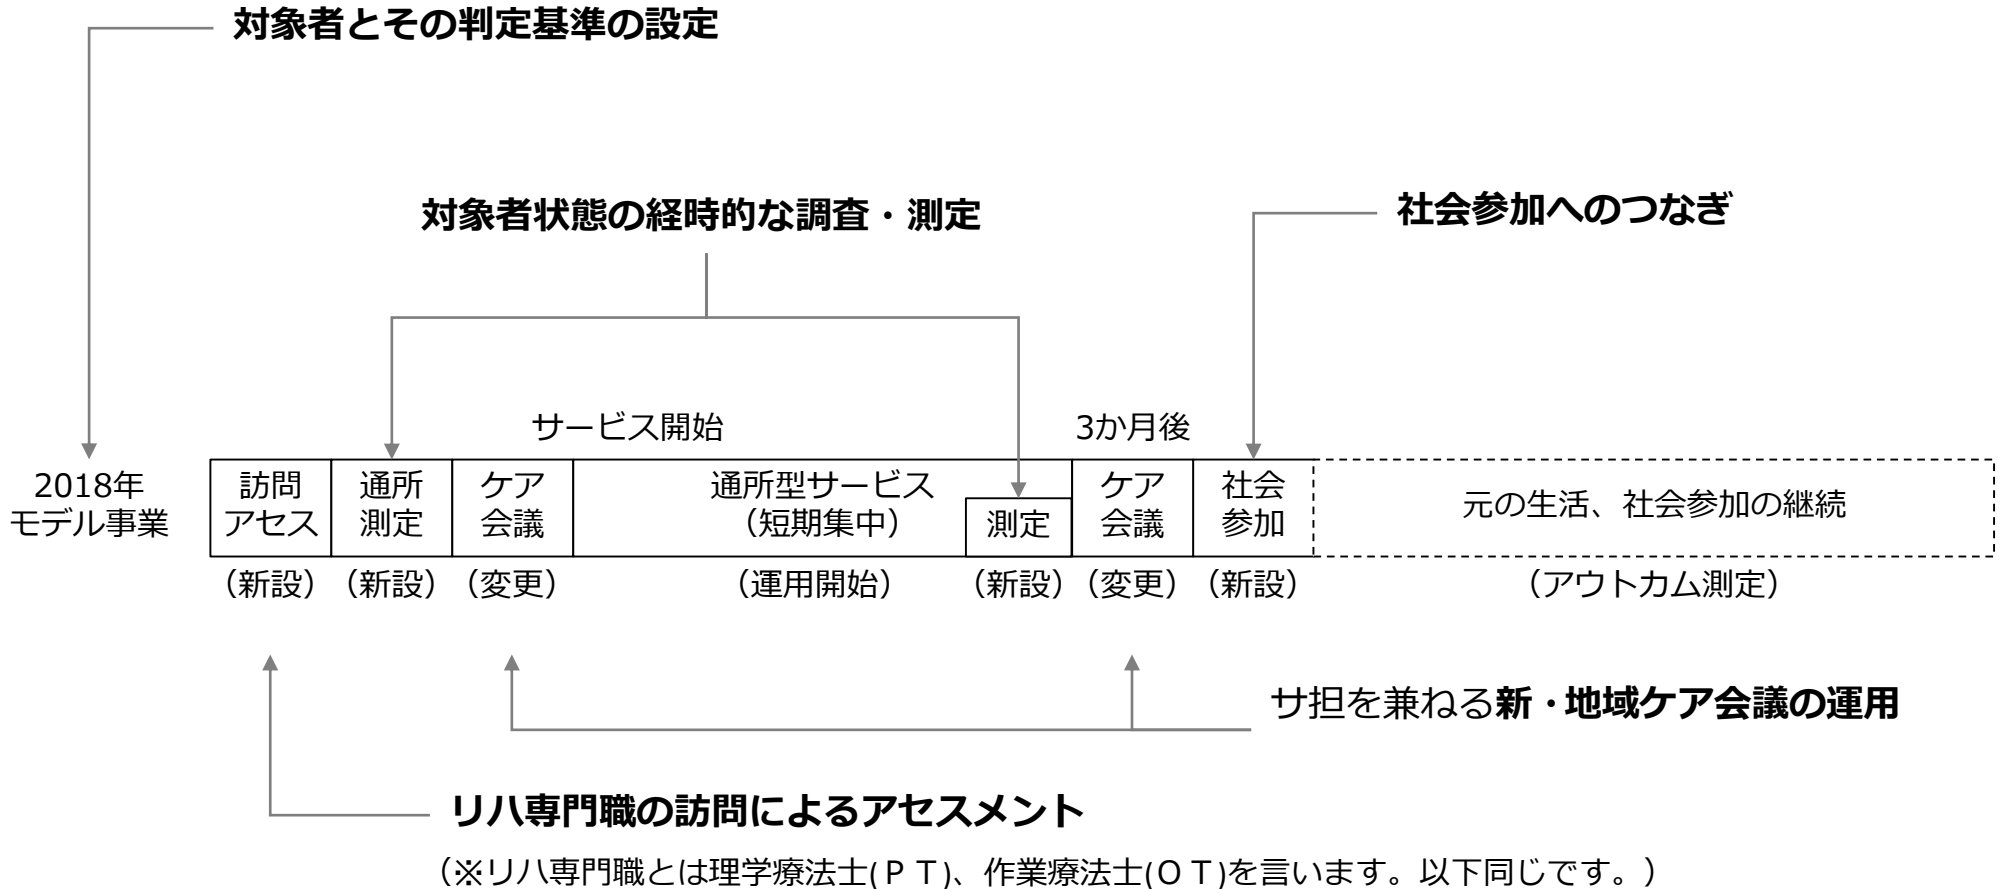 対象者とその判定基準の設定
対象者状態の経時的な調査・測定
社会参加へのつなぎ
サービス開始
3か月後
2018年
モデル事業
訪問
アセス
通所
測定
ケア
会議
通所型サービス
（短期集中）
測定
ケア
会議
社会
参加
元の生活、社会参加の継続
（新設）
（新設）
（変更）
（運用開始）
（新設）
（変更）
（新設）
（アウトカム測定）
サ担を兼ねる新・地域ケア会議の運用
リハ専門職の訪問によるアセスメント
（※リハ専門職とは理学療法士(ＰＴ)、作業療法士(ＯＴ)を言います。以下同じです。）